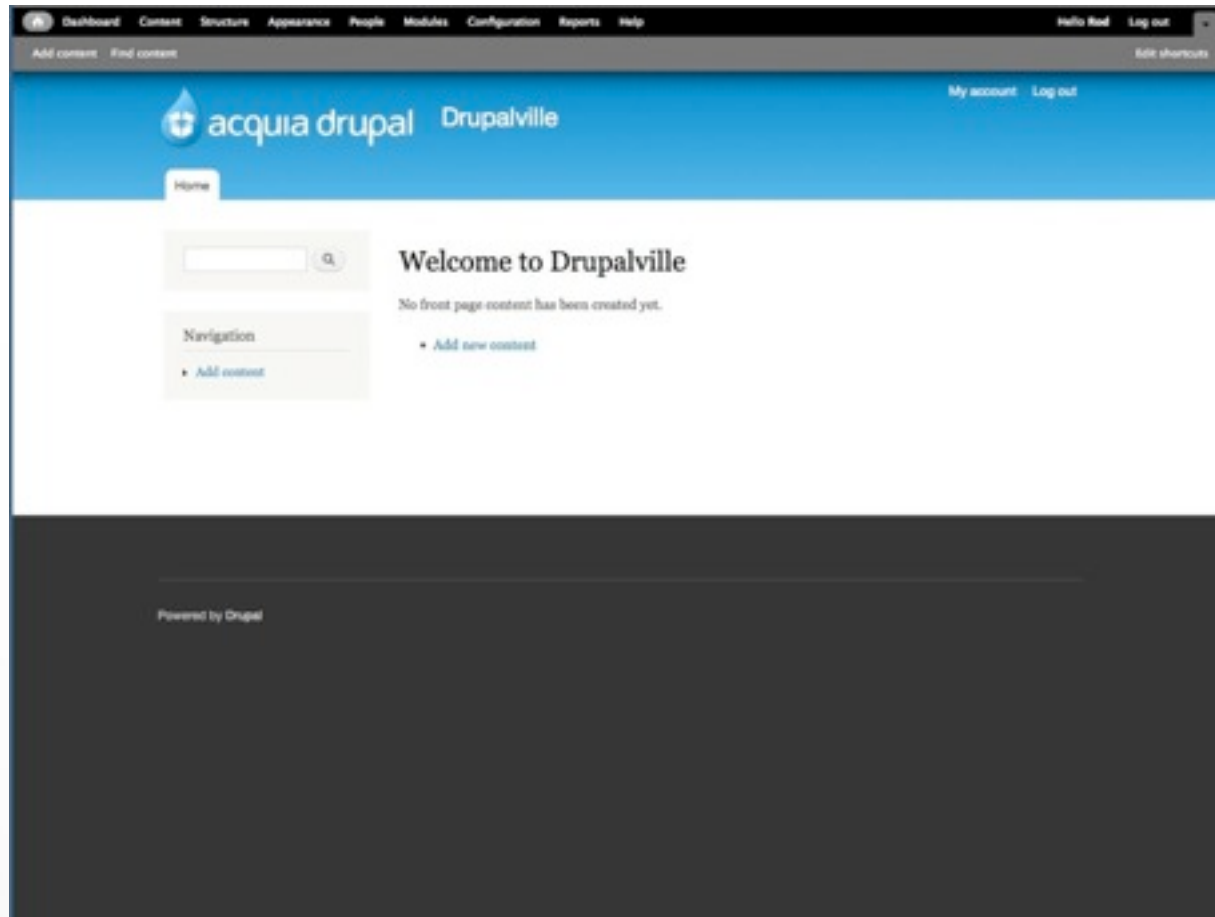 Dashboard Content Structure Appearance People Modules Configuration Reports Help Hello Rod Log out
Add content Find content Edit shortcuts
My account Log out
acquia drupal Drupalville
Home
Welcome to Drupalville
No front page content has been created yet.
Navigation
Add new content
Add content
Powered by Drupal